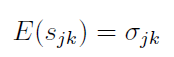 E(s_{jk}) = σ_{jk}